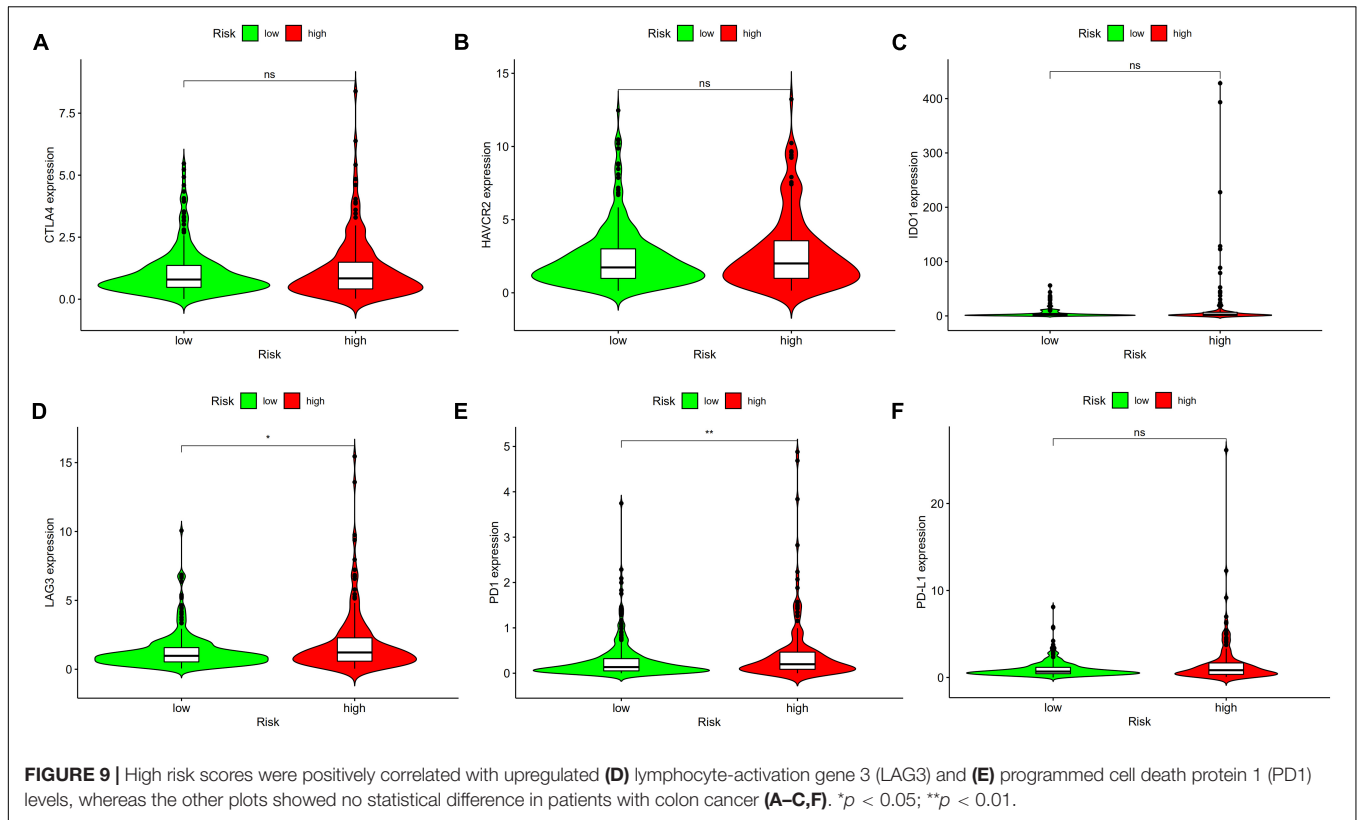 A
Risk low high
CTLA4 expression
7.5
5.0
2.5
0.0
ns
low high
Risk
B
Risk low high
HAVCR2 expression
15
10
5
0
ns
low high
Risk
C
Risk low high
IDO1 expression
400
300
200
100
0
ns
low high
Risk
D
Risk low high
LAG3 expression
15
10
5
0
*
low high
Risk
E
Risk low high
PD1 expression
5
4
3
2
1
0
**
low high
Risk
F
Risk low high
PD-L1 expression
20
10
0
ns
low high
Risk
FIGURE 9 | High risk scores were positively correlated with upregulated (D) lymphocyte-activation gene 3 (LAG3) and (E) programmed cell death protein 1 (PD1)
levels, whereas the other plots showed no statistical difference in patients with colon cancer (A–C,F). *p < 0.05; **p < 0.01.